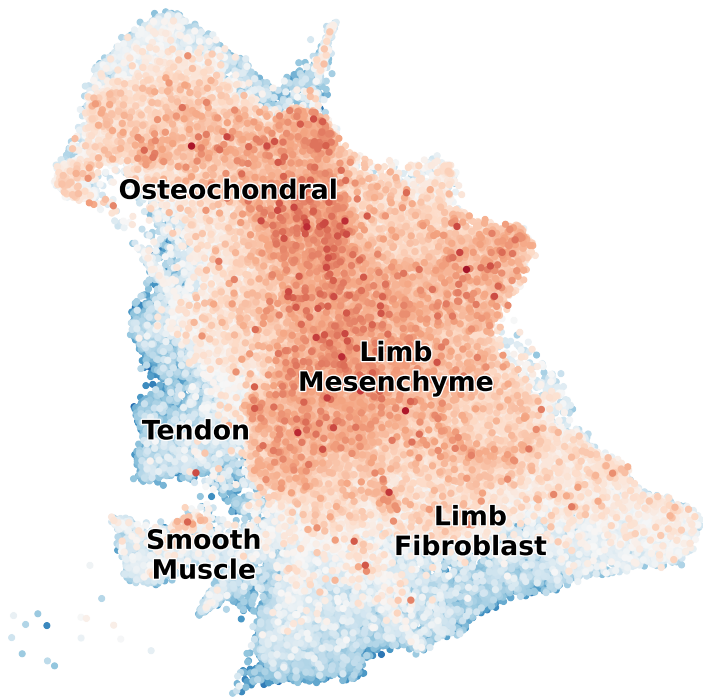 Osteochondral
Limb
Mesenchyme
Tendon
Limb
Fibroblast
Smooth
Muscle